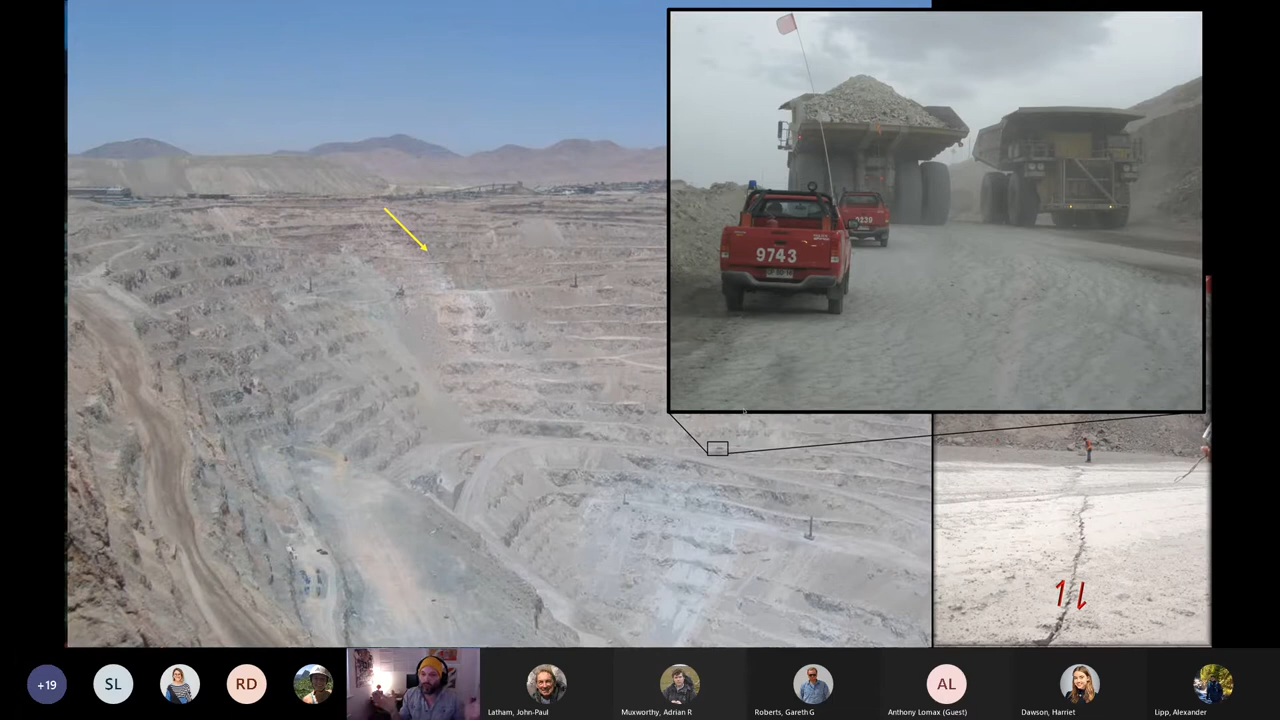 9743
9239
+19
SL
RD
Latham, John-Paul
Muxworthy, Adrian R
Roberts, Gareth G
AL
Anthony Lomax (Guest)
Dawson, Harriet
Lipp, Alexander